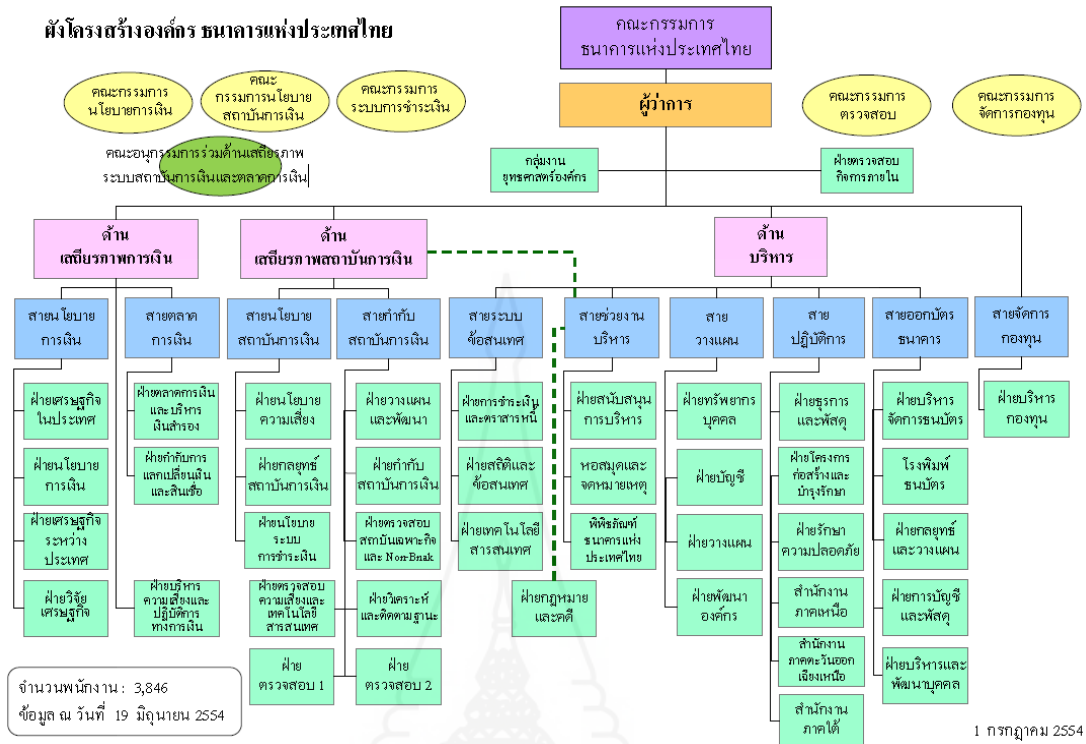 ผังโครงสร้างองค์กร ธนาคารแห่งประเทศไทย
คณะกรรมการ
ธนาคารแห่งประเทศไทย
ผู้ว่าการ
คณะกรรมการ
นโยบายการเงิน
คณะ
กรรมการนโยบาย
สถาบันการเงิน
คณะกรรมการ
ระบบการชำระเงิน
คณะกรรมการ
ตรวจสอบ
คณะกรรมการ
จัดการกองทุน
คณะอนุกรรมการร่วมด้านเสถียรภาพ
ระบบสถาบันการเงินและตลาดการเงิน
กลุ่มงาน
ยุทธศาสตร์องค์กร
ฝ่ายตรวจสอบ
กิจการภายใน
ด้าน
เสถียรภาพการเงิน
ด้าน
เสถียรภาพสถาบันการเงิน
ด้าน
บริหาร
สายนโยบาย
การเงิน
สายตลาด
การเงิน
สายนโยบาย
สถาบันการเงิน
สายกำกับ
สถาบันการเงิน
สายระบบ
ข้อสนเทศ
สายช่วยงาน
บริหาร
สาย
วางแผน
สาย
ปฏิบัติการ
สายออกบัตร
ธนาคาร
สายจัดการ
กองทุน
ฝ่ายเศรษฐกิจ
ในประเทศ
ฝ่ายนโยบาย
การเงิน
ฝ่ายเศรษฐกิจ
ระหว่าง
ประเทศ
ฝ่ายวิจัย
เศรษฐกิจ
ฝ่ายตลาดการเงิน
และบริหาร
เงินสำรอง
ฝ่ายกำกับการ
แลกเปลี่ยนเงิน
และสินเชื่อ
ฝ่ายบริหาร
ความเสี่ยงและ
ปฏิบัติการ
ทางการเงิน
ฝ่ายนโยบาย
ความเสี่ยง
ฝ่ายกลยุทธ์
สถาบันการเงิน
ฝ่ายนโยบาย
ระบบ
การชำระเงิน
ฝ่ายตรวจสอบ
ความเสี่ยงและ
เทคโนโลยี
สารสนเทศ
ฝ่าย
ตรวจสอบ 1
ฝ่ายวางแผน
และพัฒนา
ฝ่ายกำกับ
สถาบันการเงิน
ฝ่ายตรวจสอบ
สถาบันเฉพาะกิจ
และ Non-Bnak
ฝ่ายวิเคราะห์
และติดตามฐานะ
ฝ่าย
ตรวจสอบ 2
ฝ่ายการชำระเงิน
และตราสารหนี้
ฝ่ายสถิติและ
ข้อสนเทศ
ฝ่ายเทคโนโลยี
สารสนเทศ
ฝ่ายกฎหมาย
และคดี
ฝ่ายสนับสนุน
การบริหาร
หอสมุดและ
จดหมายเหตุ
พิพิธภัณฑ์
ธนาคารแห่ง
ประเทศไทย
ฝ่ายทรัพยากร
บุคคล
ฝ่ายบัญชี
ฝ่ายวางแผน
ฝ่ายพัฒนา
องค์กร
ฝ่ายธุรการ
และพัสดุ
ฝ่ายโครงการ
ก่อสร้างและ
บำรุงรักษา
ฝ่ายรักษา
ความปลอดภัย
สำนักงาน
ภาคเหนือ
สำนักงาน
ภาคตะวันออก
เฉียงเหนือ
สำนักงาน
ภาคใต้
ฝ่ายบริหาร
จัดการธนบัตร
โรงพิมพ์
ธนบัตร
ฝ่ายกลยุทธ์
และวางแผน
ฝ่ายการบัญชี
และพัสดุ
ฝ่ายบริหารและ
พัฒนาบุคคล
ฝ่ายบริหาร
กองทุน
จำนวนพนักงาน : 3,846
ข้อมูล ณ วันที่ 19 มิถุนายน 2554
1 กรกฎาคม 2554